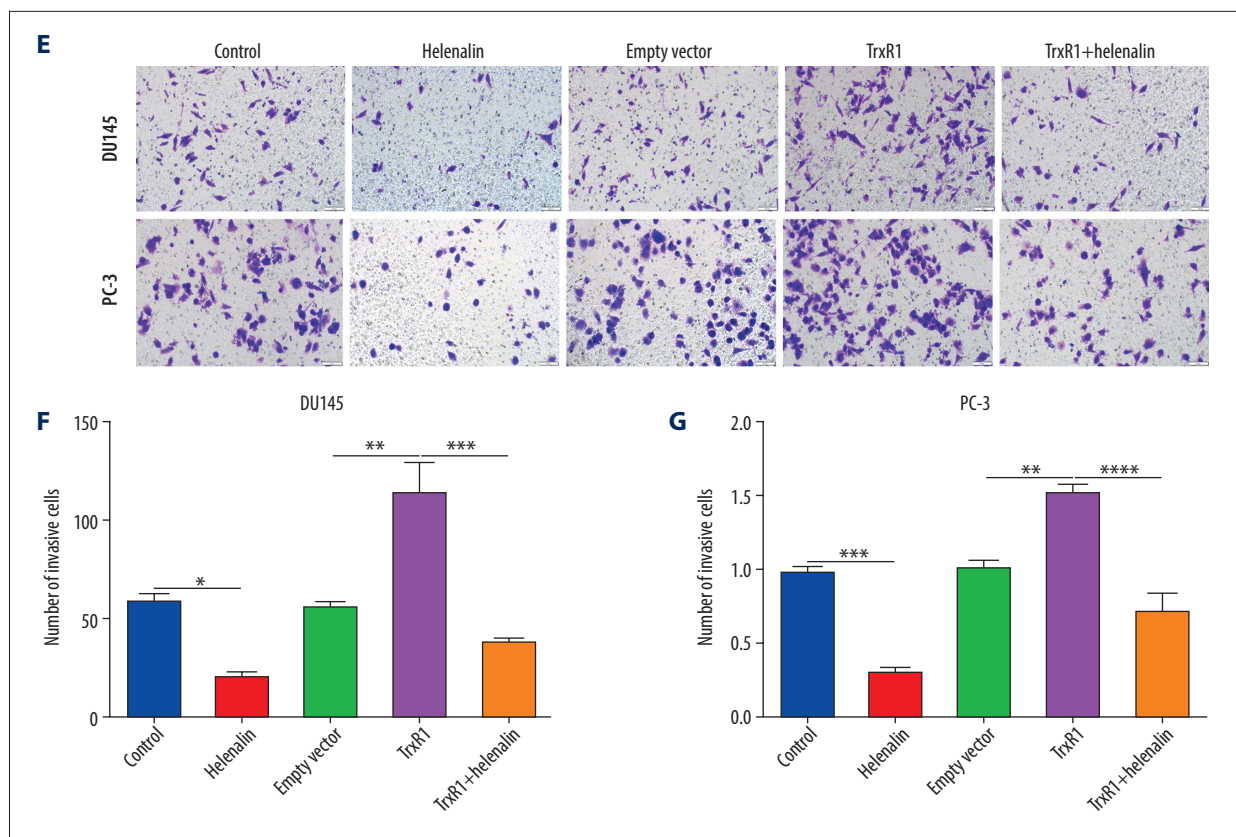 E
Control Helenalin Empty vector TrxR1 TrxR1+helenalin
DU145
PC-3
F
DU145
Number of invasive cells
150
100
50
0
*
**
***
Control
Helenalin
Empty vector
TrxR1
TrxR1+helenalin
G
PC-3
Number of invasive cells
2.0
1.5
1.0
0.5
0.0
***
**
****
Control
Helenalin
Empty vector
TrxR1
TrxR1+helenalin